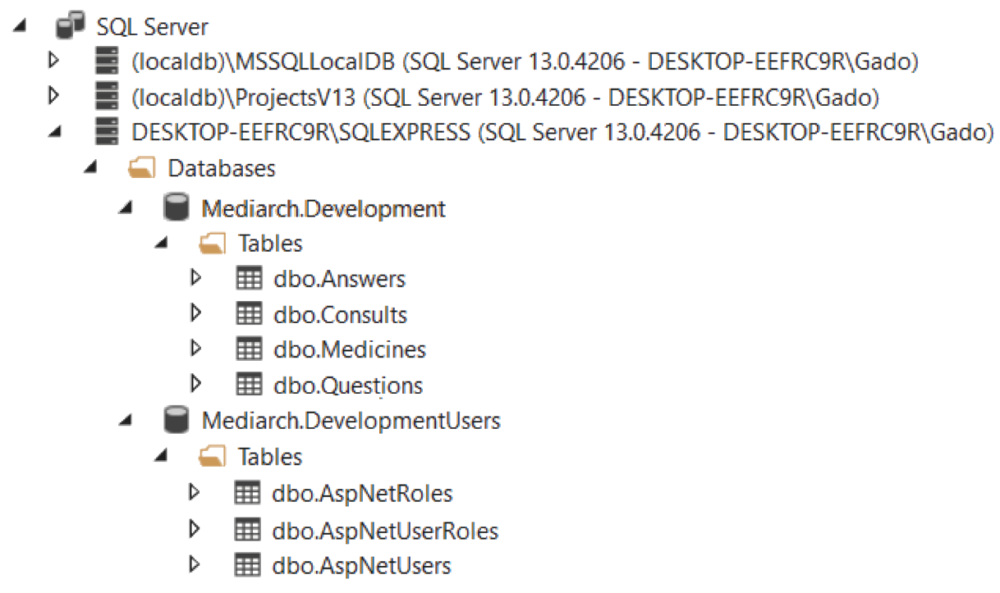 SQL Server
(localdb)\MSSQLLocalDB (SQL Server 13.0.4206 - DESKTOP-EEFRC9R\Gado)
(localdb)\ProjectsV13 (SQL Server 13.0.4206 - DESKTOP-EEFRC9R\Gado)
DESKTOP-EEFRC9R\SQLEXPRESS (SQL Server 13.0.4206 - DESKTOP-EEFRC9R\Gado)
Databases
Mediarch.Development
Tables
dbo.Answers
dbo.Consults
dbo.Medicines
dbo.Questions
Mediarch.DevelopmentUsers
Tables
dbo.AspNetRoles
dbo.AspNetUserRoles
dbo.AspNetUsers